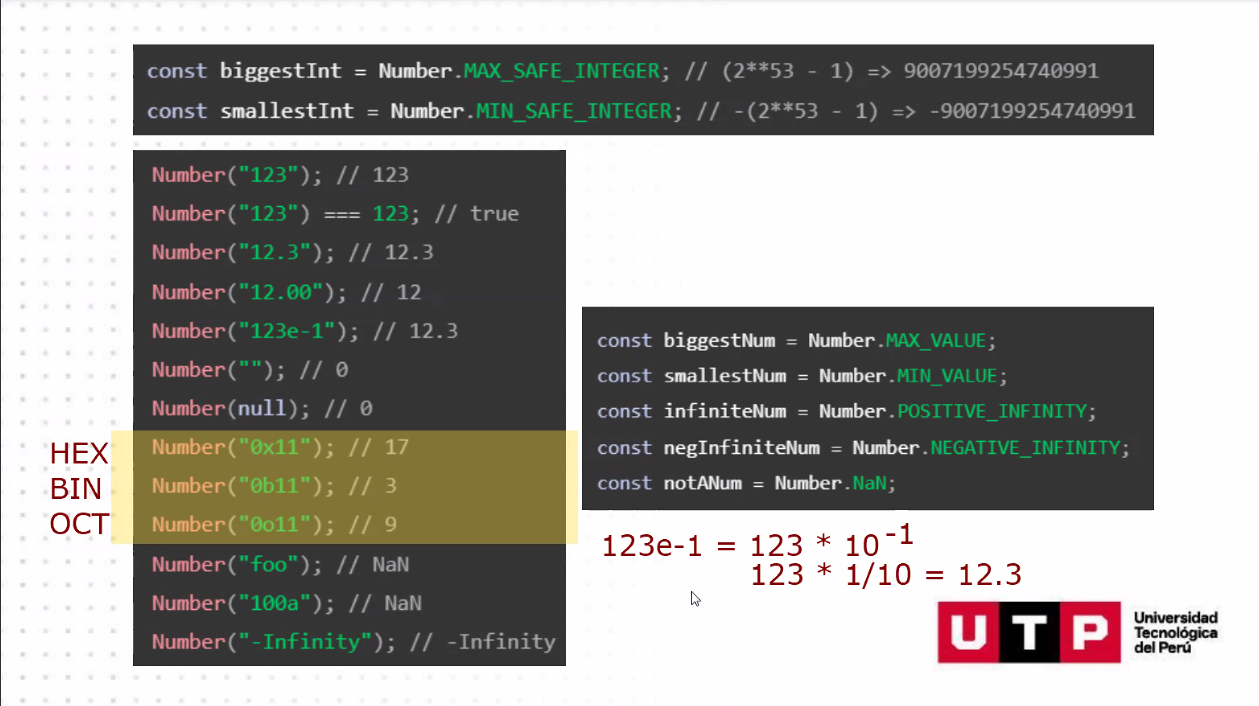 const biggestInt = Number.MAX_SAFE_INTEGER; // (2**53 - 1) => 9007199254740991
const smallestInt = Number.MIN_SAFE_INTEGER; // -(2**53 - 1) => -9007199254740991
Number("123"); // 123
Number("123") === 123; // true
Number("12.3"); // 12.3
Number("12.00"); // 12
Number("123e-1"); // 12.3
Number(""); // 0
Number(null); // 0
HEX Number("0x11"); // 17
BIN Number("0b11"); // 3
OCT Number("0o11"); // 9
Number("foo"); // NaN
Number("100a"); // NaN
Number("-Infinity"); // -Infinity
const biggestNum = Number.MAX_VALUE;
const smallestNum = Number.MIN_VALUE;
const infiniteNum = Number.POSITIVE_INFINITY;
const negInfiniteNum = Number.NEGATIVE_INFINITY;
const notANum = Number.NaN;
123e-1 = 123 * 10 -1
123 * 1/10 = 12.3
UTP
Universidad
Tecnológica
del Perú